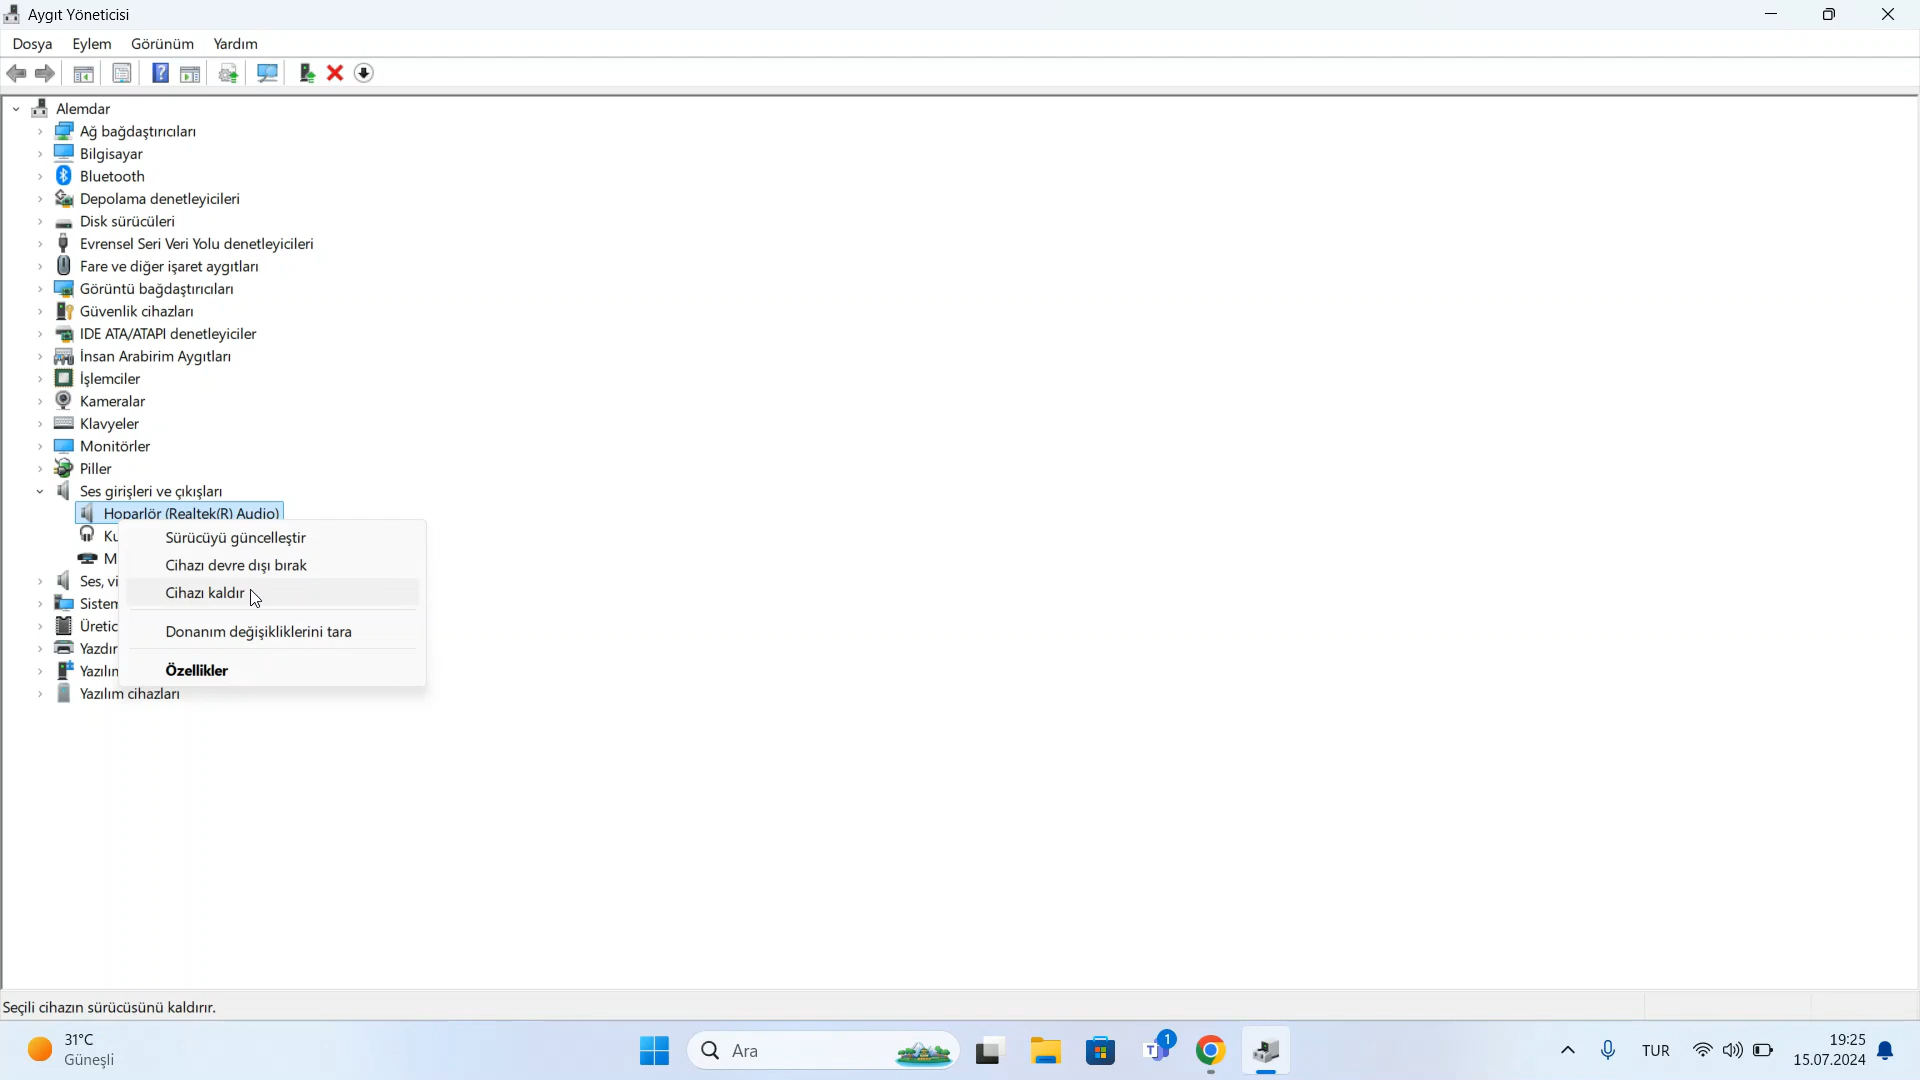 Aygıt Yöneticisi
Dosya Eylem Görünüm Yardım
Alemdar
Ağ bağdaştırıcıları
Bilgisayar
Bluetooth
Depolama denetleyicileri
Disk sürücüleri
Evrensel Seri Veri Yolu denetleyicileri
Fare ve diğer işaret aygıtları
Görüntü bağdaştırıcıları
Güvenlik cihazları
IDE ATA/ATAPI denetleyiciler
İnsan Arabirim Aygıtları
İşlemciler
Kameralar
Klavyeler
Monitörler
Piller
Ses girişleri ve çıkışları
Hoparlör (Realtek(R) Audio)
Ku
M
Ses, vi
Sistem
Üretic
Yazdır
Yazılım
Yazılım cihazları
Sürücüyü güncelleştir
Cihazı devre dışı bırak
Cihazı kaldır
Donanım değişikliklerini tara
Özellikler
Seçili cihazın sürücüsünü kaldırır.
31°C
Güneşli
Ara
1
TUR
19:25
15.07.2024